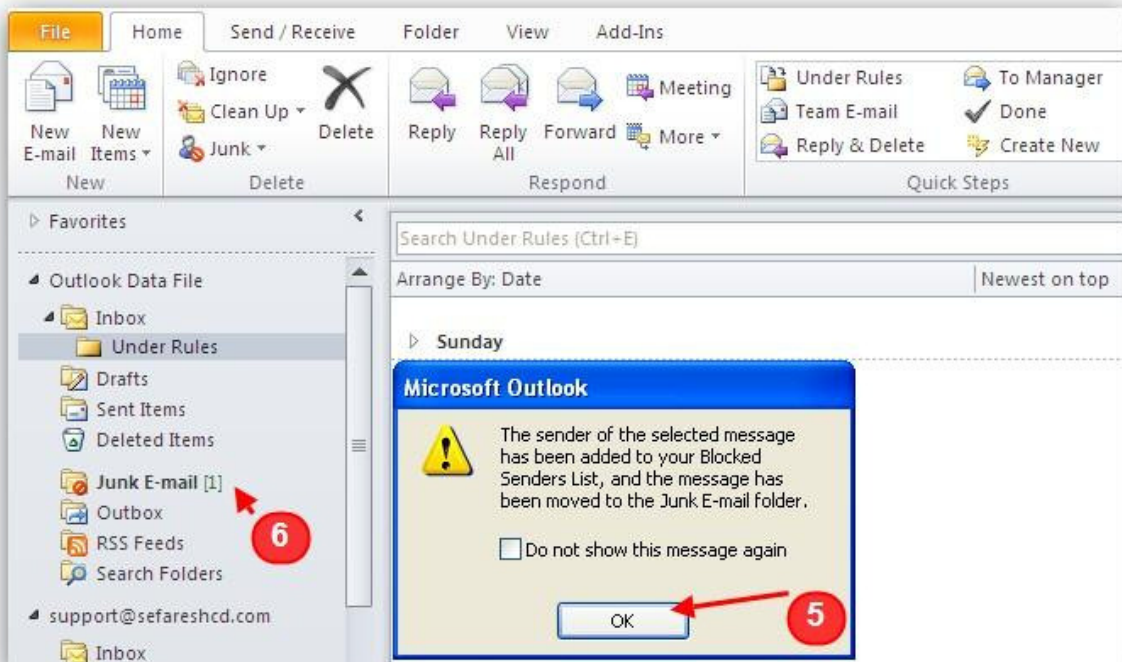 File Home Send / Receive Folder View Add-Ins
New E-mail
New Items
Ignore
Clean Up
Junk
Delete
Reply
Reply All
Forward
Meeting
More
Under Rules To Manager
Team E-mail Done
Reply & Delete Create New
New Delete Respond Quick Steps
Favorites
Outlook Data File
Inbox
Under Rules
Drafts
Sent Items
Deleted Items
Junk E-mail [1]
Outbox
RSS Feeds
Search Folders
support@sefareshcd.com
Inbox
6
Search Under Rules (Ctrl+E)
Arrange By: Date Newest on top
Sunday
Microsoft Outlook
The sender of the selected message
has been added to your Blocked
Senders List, and the message has
been moved to the Junk E-mail folder.
Do not show this message again
OK
5